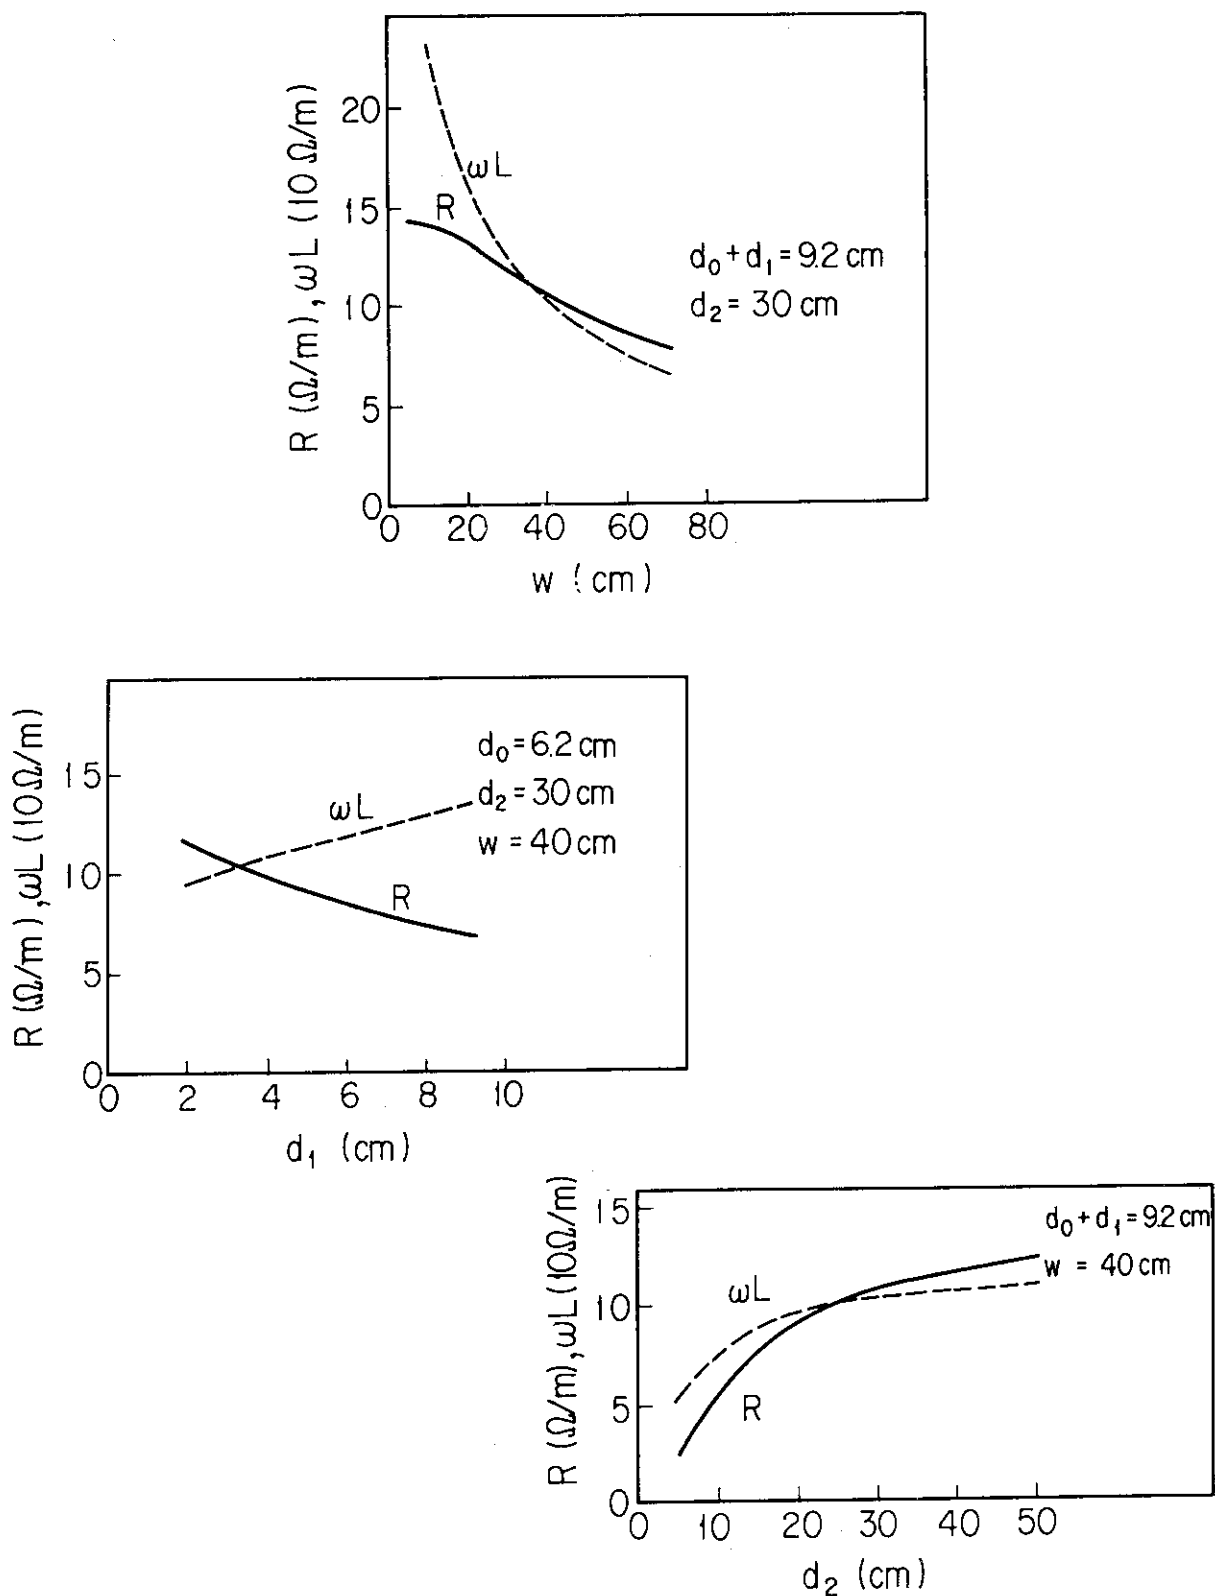 R (Ω/m), ωL (10 Ω/m)
20
15
10
5
0
ωL
R
d₀ + d₁ = 9.2 cm
d₂ = 30 cm
0 20 40 60 80
w (cm)
R (Ω/m), ωL (10Ω/m)
15
10
5
0
ωL
R
d₀ = 6.2 cm
d₂ = 30 cm
w = 40 cm
0 2 4 6 8 10
d₁ (cm)
R (Ω/m), ωL (10Ω/m)
15
10
5
0
ωL
R
d₀ + d₁ = 9.2 cm
w = 40 cm
0 10 20 30 40 50
d₂ (cm)